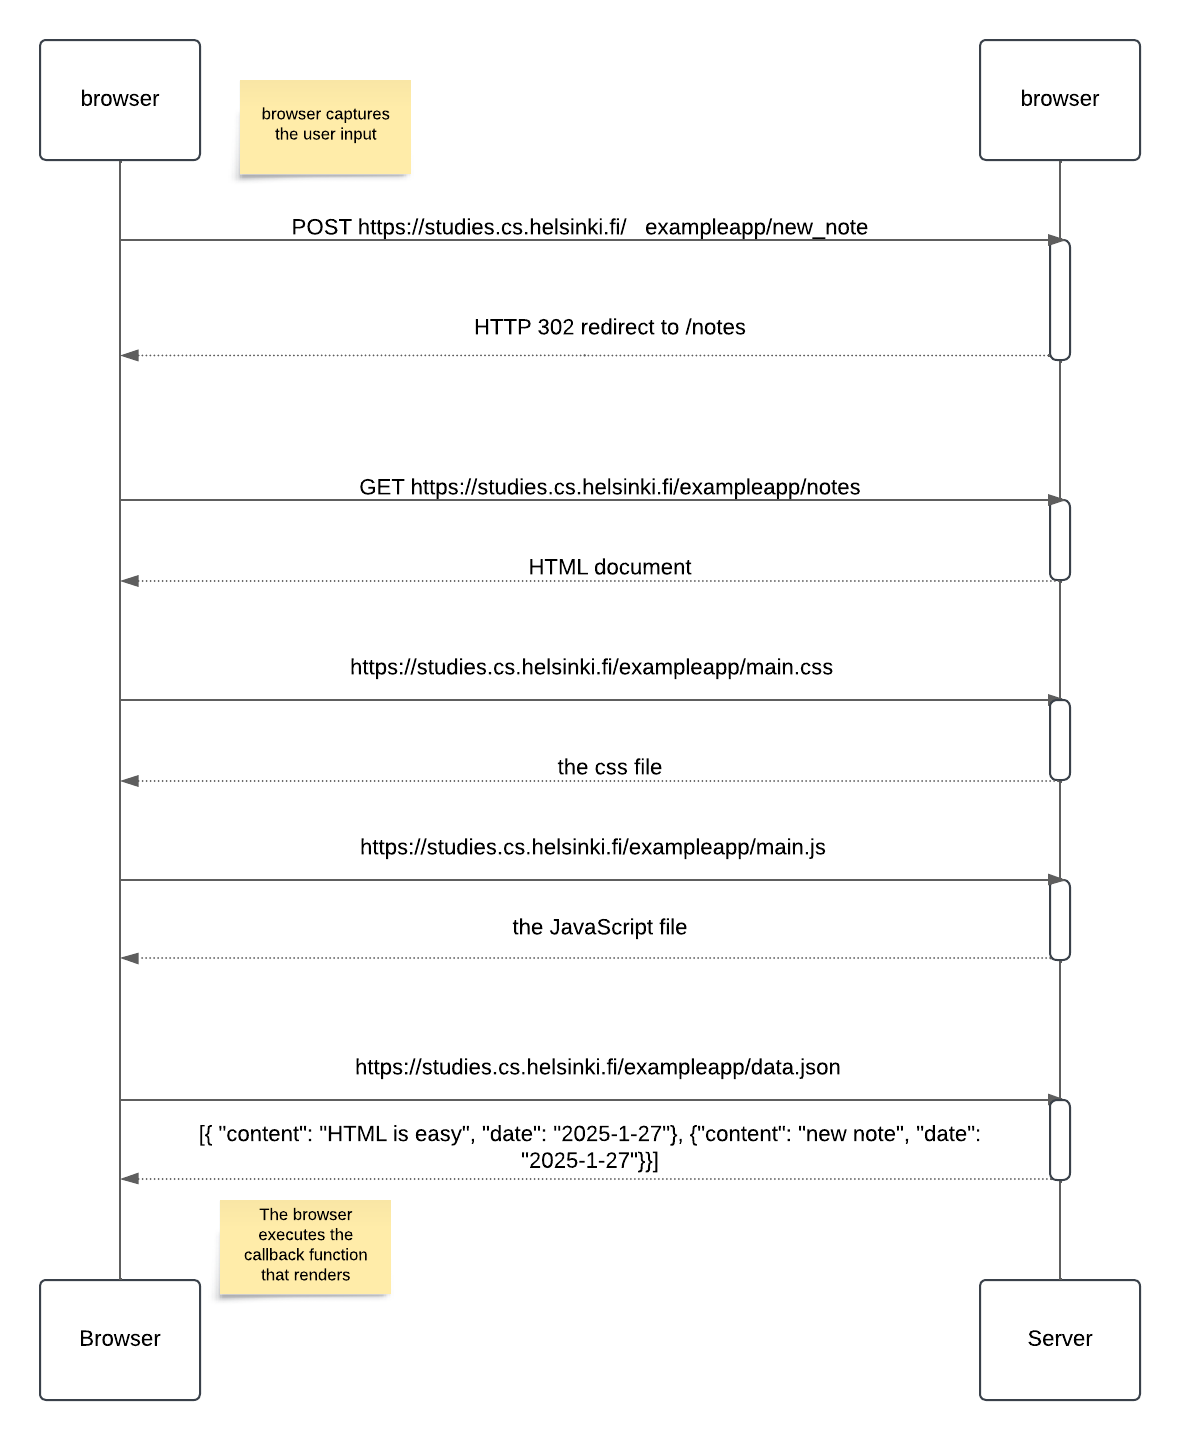 browser
browser captures
the user input
browser
POST https://studies.cs.helsinki.fi/   exampleapp/new_note
HTTP 302 redirect to /notes
GET https://studies.cs.helsinki.fi/exampleapp/notes
HTML document
https://studies.cs.helsinki.fi/exampleapp/main.css
the css file
https://studies.cs.helsinki.fi/exampleapp/main.js
the JavaScript file
https://studies.cs.helsinki.fi/exampleapp/data.json
[{ "content": "HTML is easy", "date": "2025-1-27"}, {"content": "new note", "date":
"2025-1-27"}}]
The browser
executes the
callback function
that renders
Browser
Server